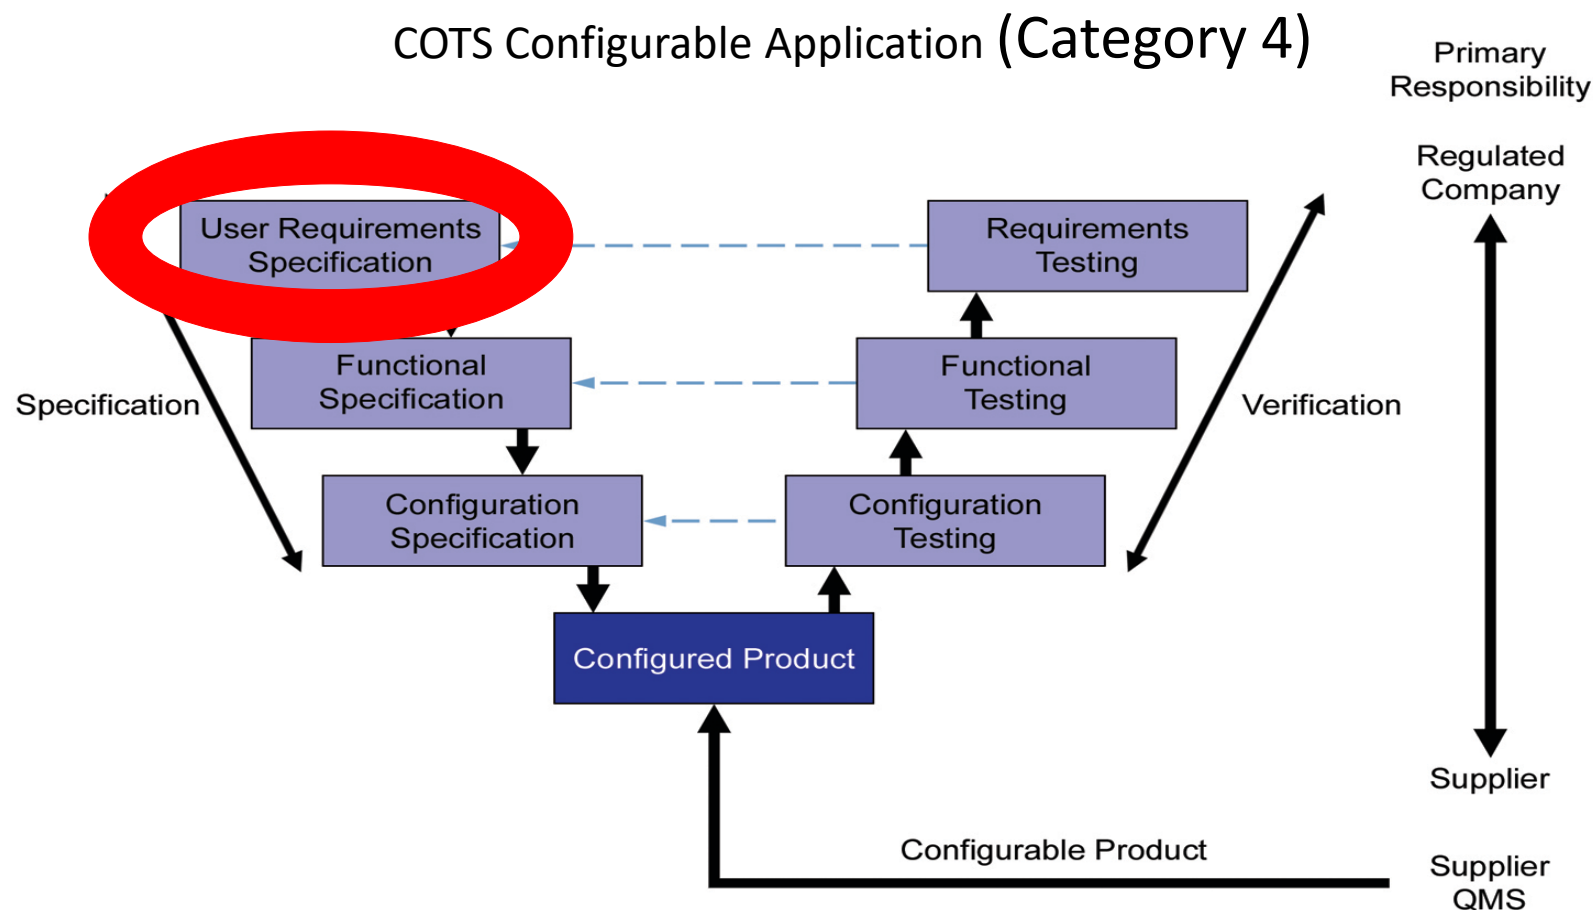 COTS Configurable Application (Category 4)
Primary
Responsibility
Regulated
Company
User Requirements
Specification
Requirements
Testing
Functional
Specification
Functional
Testing
Specification
Verification
Configuration
Specification
Configuration
Testing
Configured Product
Supplier
Configurable Product
Supplier
QMS